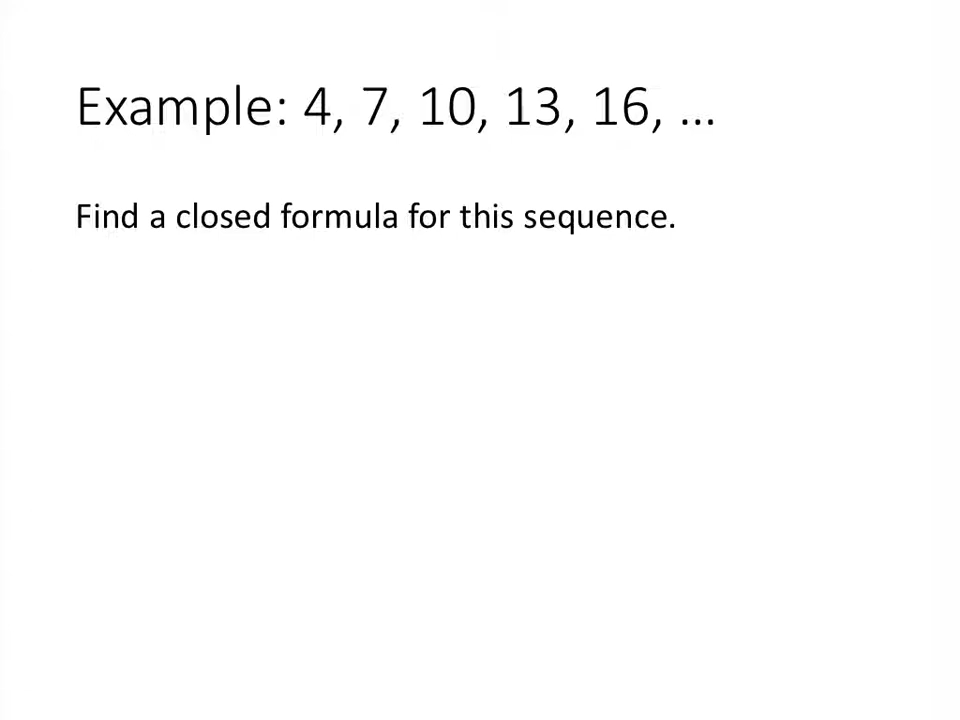 Example: 4, 7, 10, 13, 16, ...
Find a closed formula for this sequence.